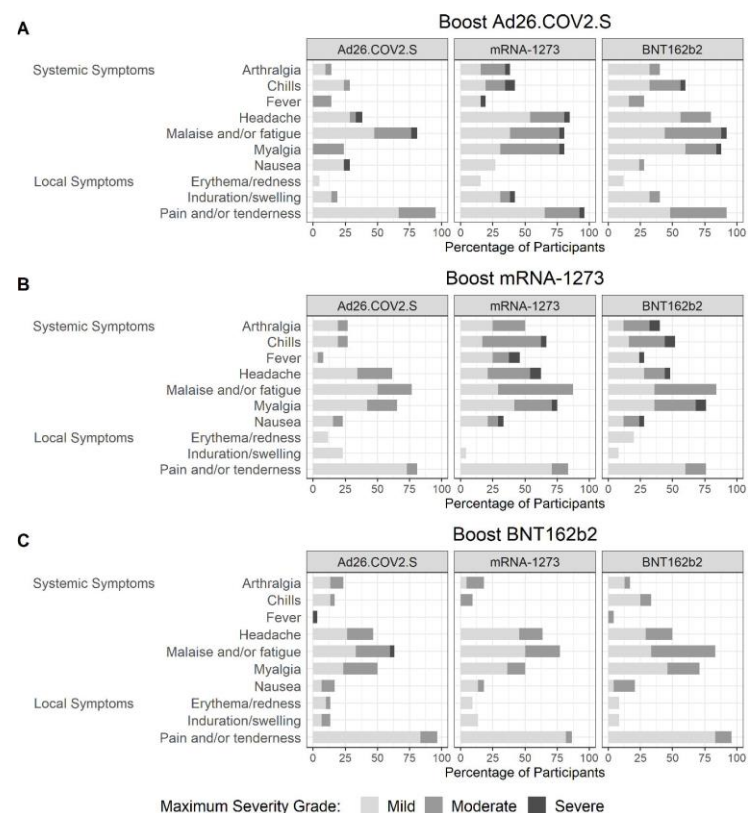 A
Boost Ad26.COV2.S
Ad26.COV2.S mRNA-1273 BNT162b2
Systemic Symptoms Arthralgia
Chills
Fever
Headache
Malaise and/or fatigue
Myalgia
Nausea
Local Symptoms Erythema/redness
Induration/swelling
Pain and/or tenderness
0 25 50 75 100 0 25 50 75 100 0 25 50 75 100
Percentage of Participants
B
Boost mRNA-1273
Ad26.COV2.S mRNA-1273 BNT162b2
Systemic Symptoms Arthralgia
Chills
Fever
Headache
Malaise and/or fatigue
Myalgia
Nausea
Local Symptoms Erythema/redness
Induration/swelling
Pain and/or tenderness
0 25 50 75 100 0 25 50 75 100 0 25 50 75 100
Percentage of Participants
C
Boost BNT162b2
Ad26.COV2.S mRNA-1273 BNT162b2
Systemic Symptoms Arthralgia
Chills
Fever
Headache
Malaise and/or fatigue
Myalgia
Nausea
Local Symptoms Erythema/redness
Induration/swelling
Pain and/or tenderness
0 25 50 75 100 0 25 50 75 100 0 25 50 75 100
Percentage of Participants
Maximum Severity Grade: Mild Moderate Severe